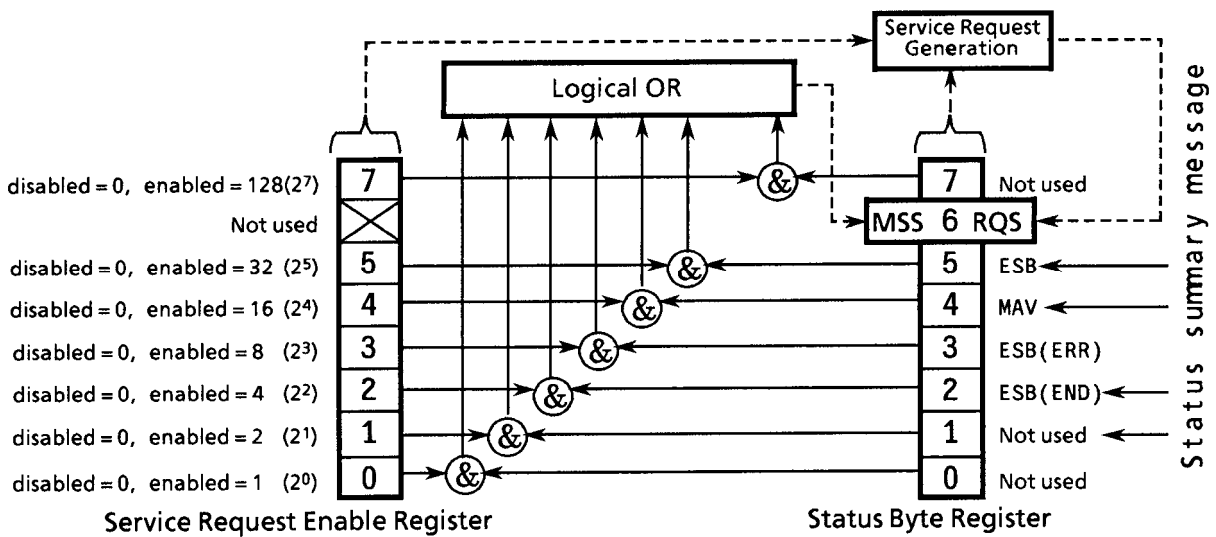 Service Request
Generation
Logical OR
Status summary message
disabled = 0, enabled = 128(2⁷) 7 & 7 Not used
Not used MSS 6 RQS
disabled = 0, enabled = 32 (2⁵) 5 & 5 ESB
disabled = 0, enabled = 16 (2⁴) 4 & 4 MAV
disabled = 0, enabled = 8 (2³) 3 & 3 ESB(ERR)
disabled = 0, enabled = 4 (2²) 2 & 2 ESB(END)
disabled = 0, enabled = 2 (2¹) 1 & 1 Not used
disabled = 0, enabled = 1 (2⁰) 0 & 0 Not used
Service Request Enable Register
Status Byte Register